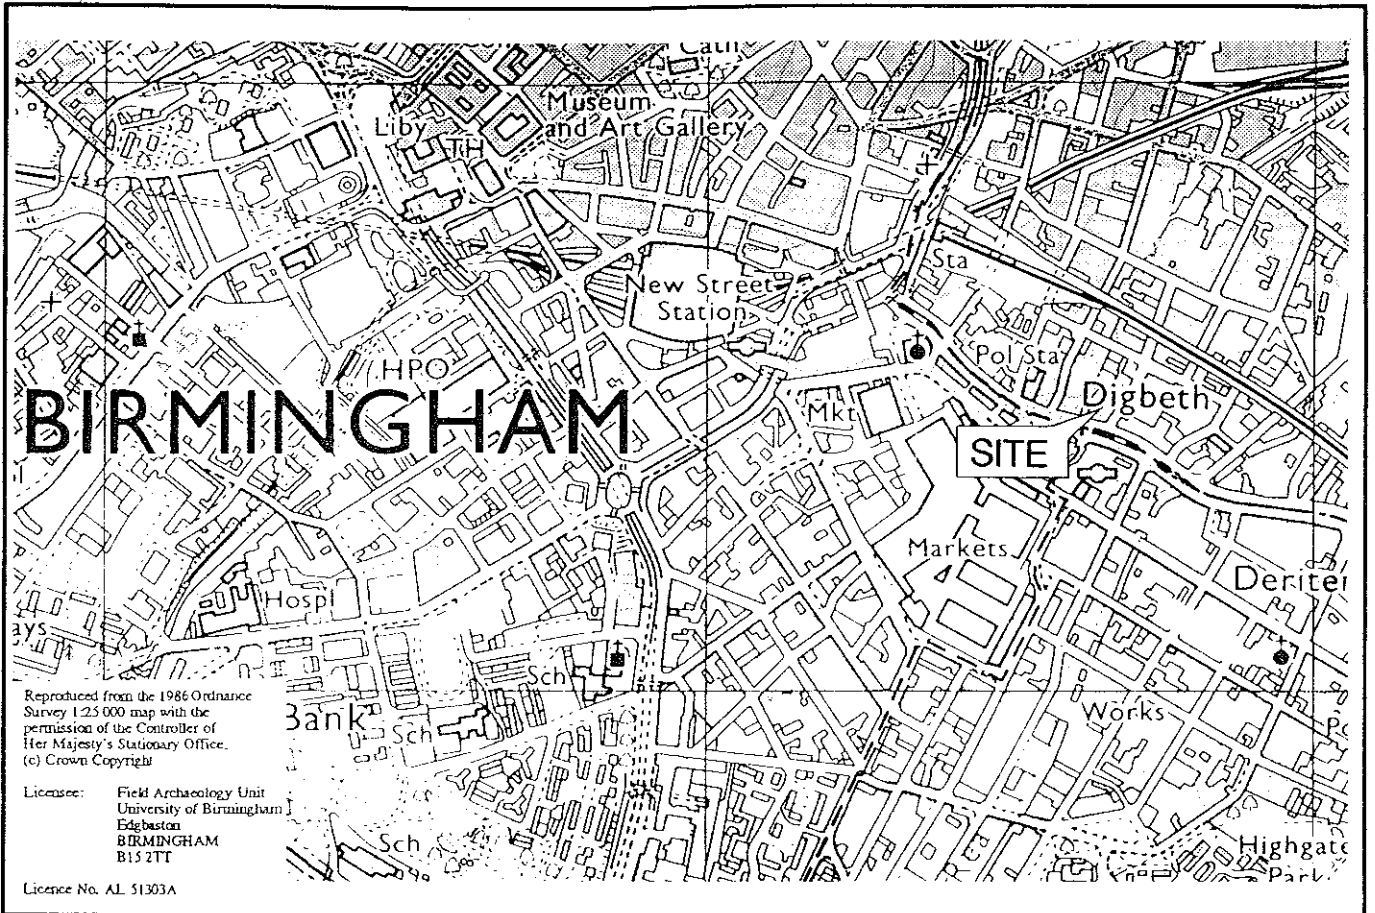 Cath
Museum
and Art Gallery
Liby
TH
Sta
New Street
Station
Pol Sta
HPO
Digbeth
BIRMINGHAM
Mkt
SITE
Markets
Deriter
Hospl
ays
Sch
Bank
Sch
Works
Sch
Highgate
Park
Reproduced from the 1986 Ordnance
Survey 1:25 000 map with the
permission of the Controller of
Her Majesty's Stationary Office.
(c) Crown Copyright
Licensee: Field Archaeology Unit
University of Birmingham
Edgbaston
BIRMINGHAM
B15 2TT
Licence No. AL 51303A